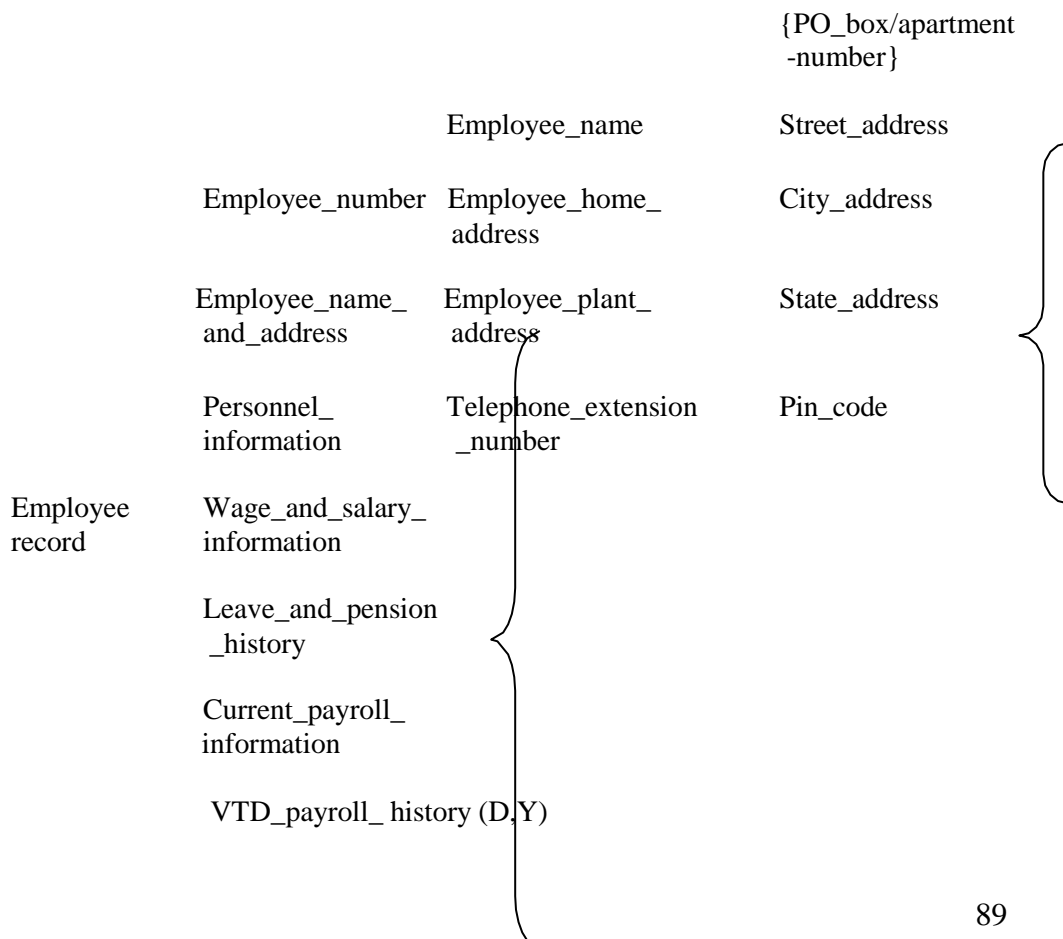 {PO_box/apartment
-number}
Employee_name Street_address
Employee_number Employee_home_ City_address
address
Employee_name_ Employee_plant_ State_address
and_address address
Personnel_ Telephone_extension Pin_code
information _number
Employee Wage_and_salary_
record information
Leave_and_pension
_history
Current_payroll_
information
VTD_payroll_ history (D,Y)
89